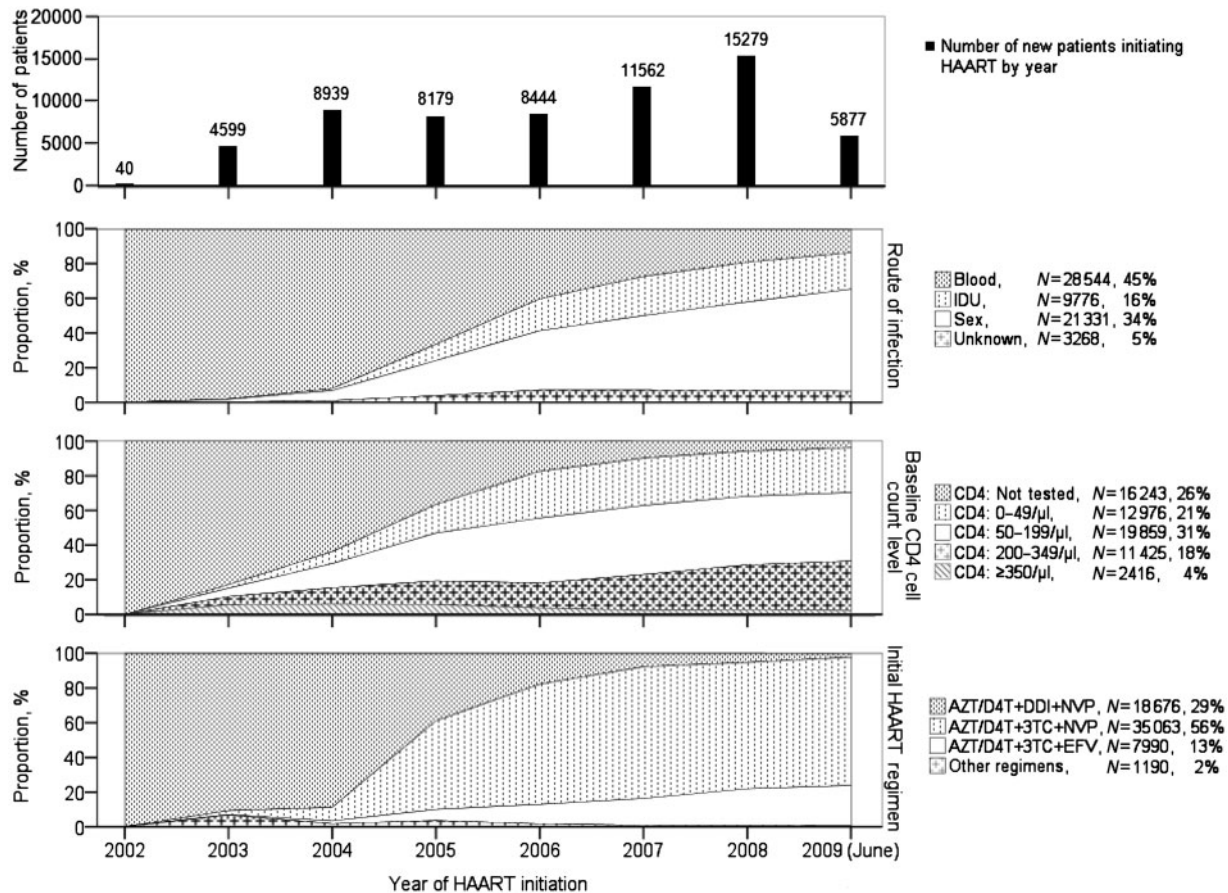 20000
15000
10000
5000
0
Number of patients
40
4599
8939
8179
8444
11562
15279
5877
Number of new patients initiating
HAART by year
100
80
60
40
20
0
Proportion, %
Route of
infection
Blood, N=28544, 45%
IDU, N=9776, 16%
Sex, N=21331, 34%
Unknown, N=3268, 5%
100
80
60
40
20
0
Proportion, %
Baseline CD4 cell
count level
CD4: Not tested, N=16243, 26%
CD4: 0–49/µl, N=12976, 21%
CD4: 50–199/µl, N=19859, 31%
CD4: 200–349/µl, N=11425, 18%
CD4: ≥350/µl, N=2416, 4%
100
80
60
40
20
0
Proportion, %
Initial HAART
regimen
AZT/D4T+DDI+NVP, N=18676, 29%
AZT/D4T+3TC+NVP, N=35063, 56%
AZT/D4T+3TC+EFV, N=7990, 13%
Other regimens, N=1190, 2%
2002 2003 2004 2005 2006 2007 2008 2009 (June)
Year of HAART initiation